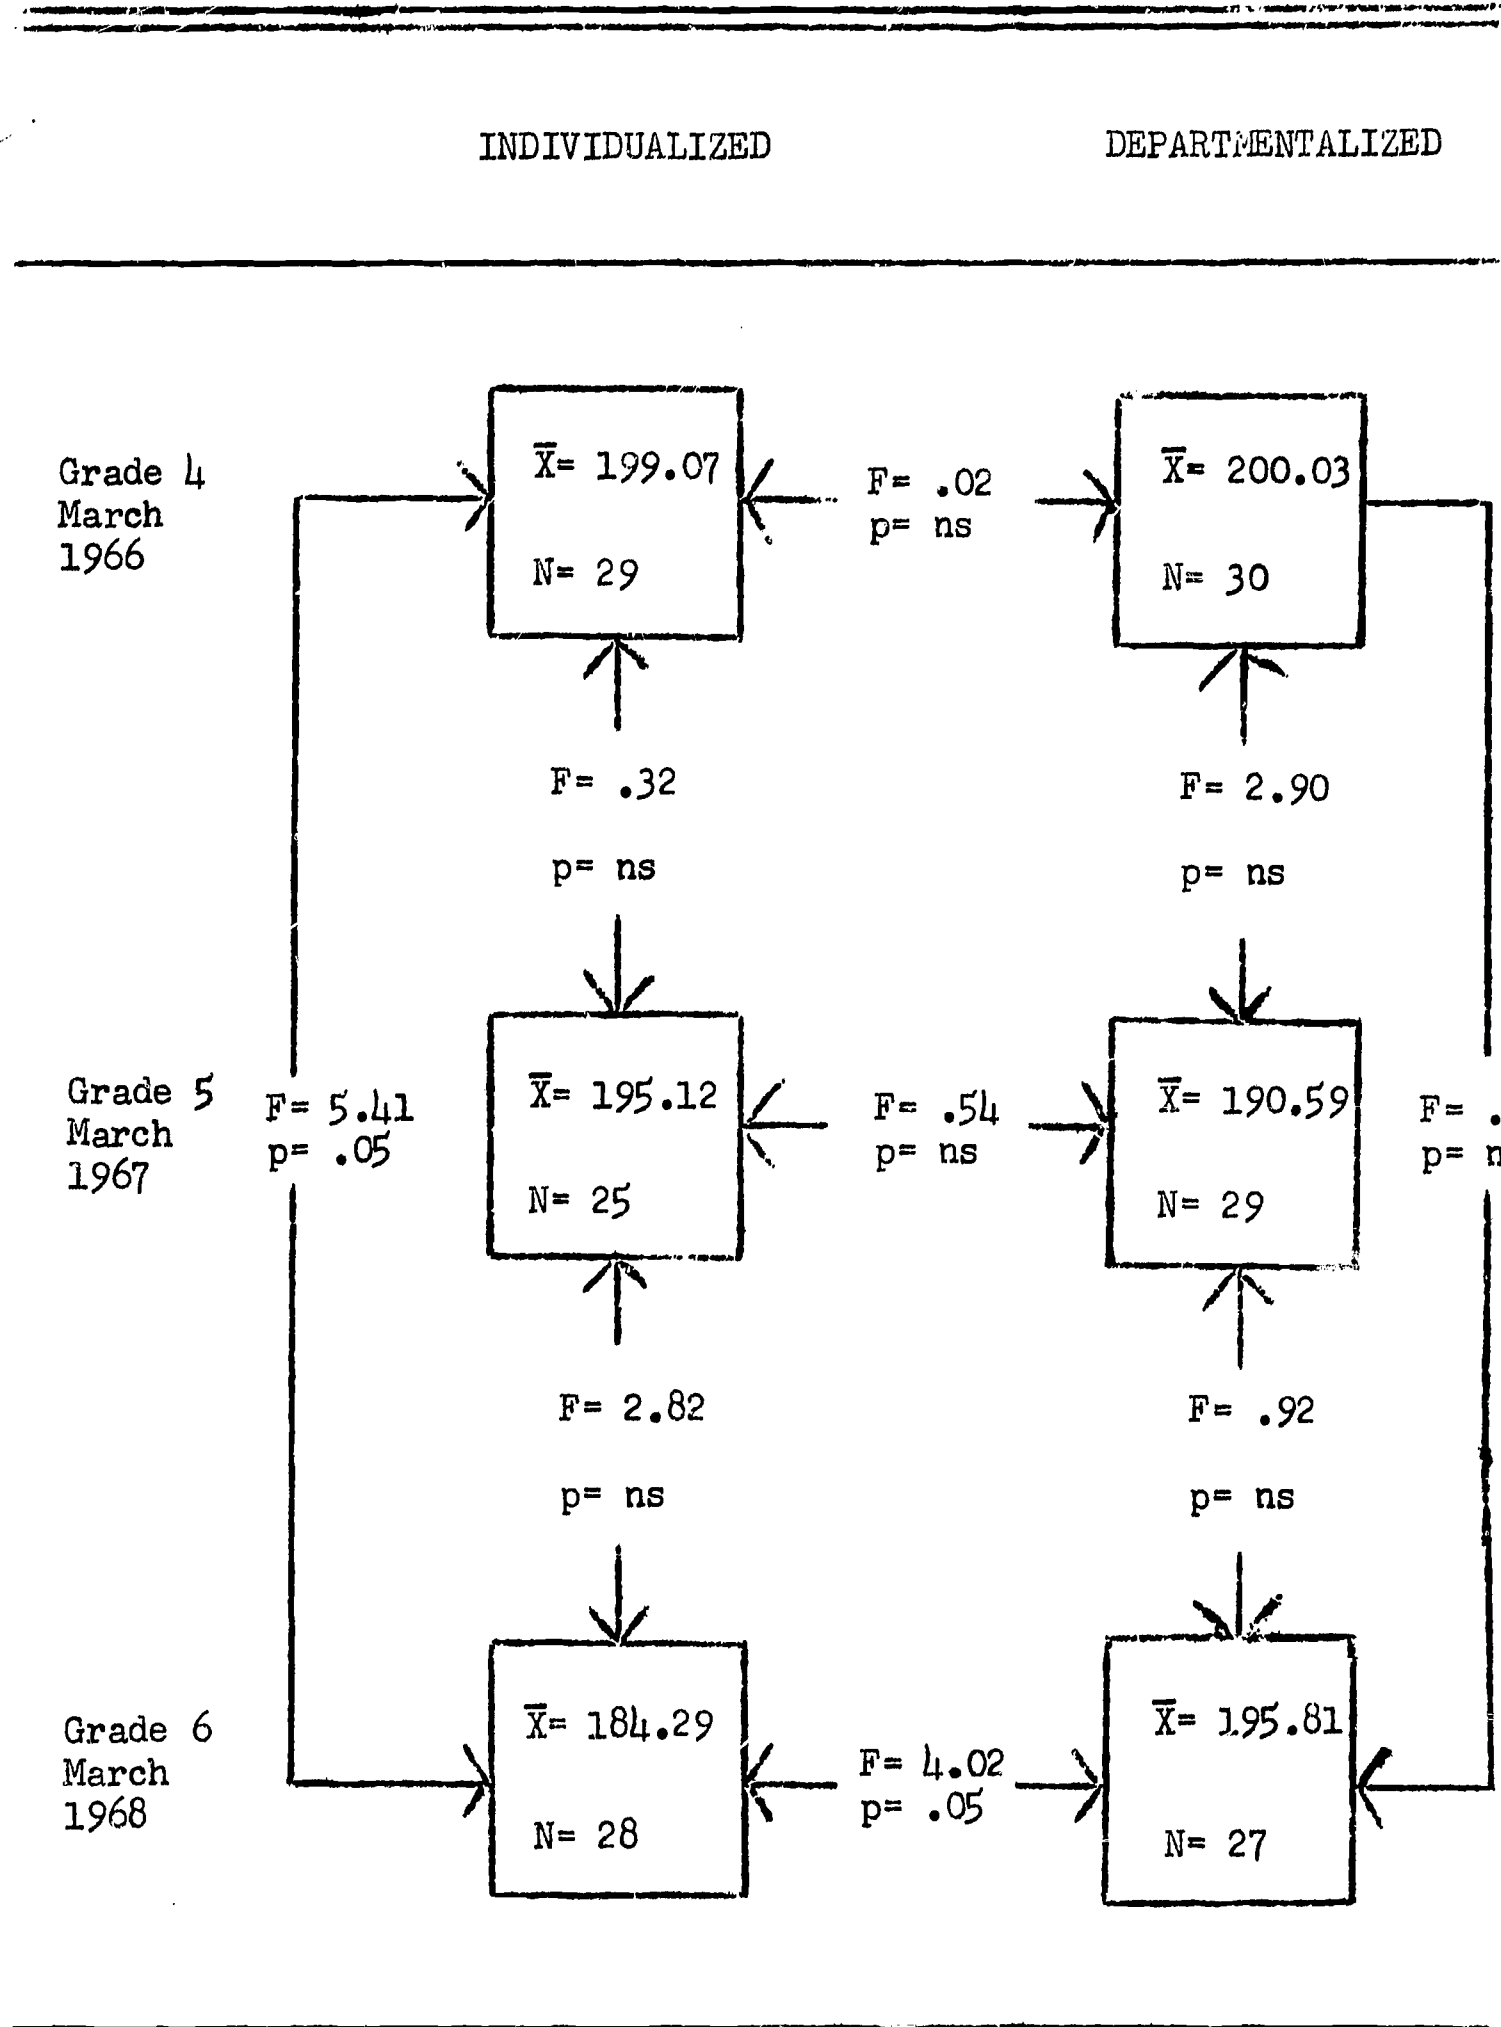 INDIVIDUALIZED DEPARTMENTALIZED
Grade 4
March
1966
X̅= 199.07
N= 29
F= .02
p= ns
X̅= 200.03
N= 30
F= .32
p= ns
F= 2.90
p= ns
Grade 5
March
1967
F= 5.41
p= .05
X̅= 195.12
N= 25
F= .54
p= ns
X̅= 190.59
N= 29
F= .
p=
F= 2.82
p= ns
F= .92
p= ns
Grade 6
March
1968
X̅= 184.29
N= 28
F= 4.02
p= .05
X̅= 195.81
N= 27